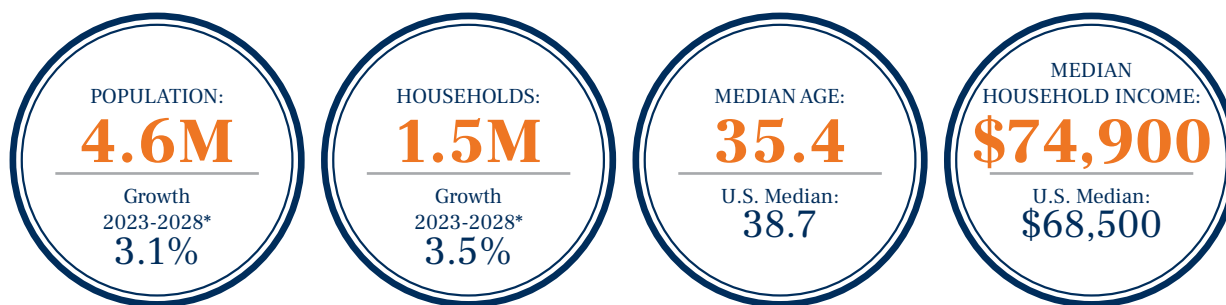 POPULATION:
4.6M
Growth
2023-2028*
3.1%
HOUSEHOLDS:
1.5M
Growth
2023-2028*
3.5%
MEDIAN AGE:
35.4
U.S. Median:
38.7
MEDIAN
HOUSEHOLD INCOME:
$74,900
U.S. Median:
$68,500